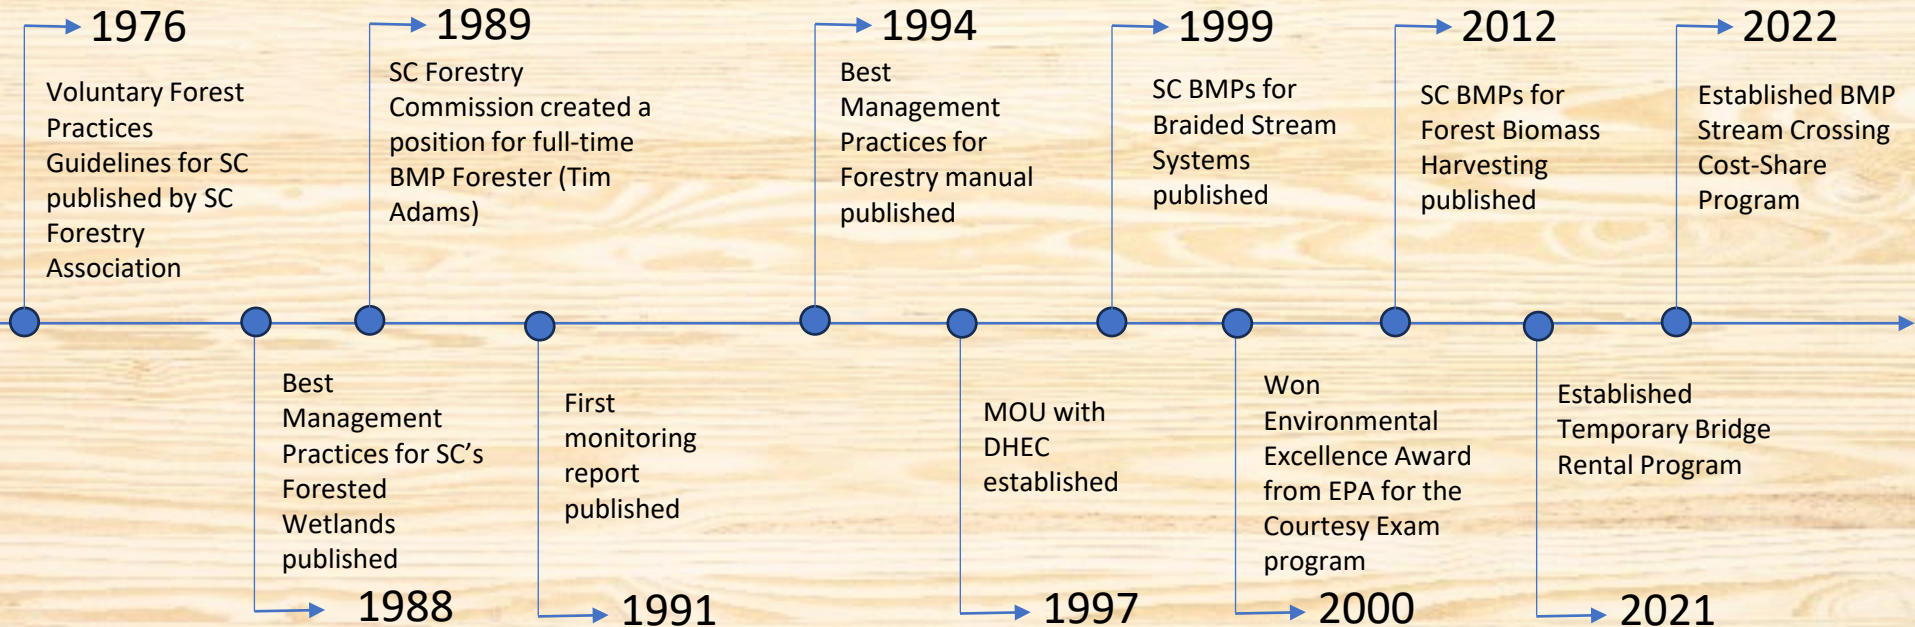 1976
Voluntary Forest
Practices
Guidelines for SC
published by SC
Forestry
Association
1989
SC Forestry
Commission created a
position for full-time
BMP Forester (Tim
Adams)
1994
Best
Management
Practices for
Forestry manual
published
1999
SC BMPs for
Braided Stream
Systems
published
2012
SC BMPs for
Forest Biomass
Harvesting
published
2022
Established BMP
Stream Crossing
Cost-Share
Program
Best
Management
Practices for SC’s
Forested
Wetlands
published
1988
First
monitoring
report
published
1991
MOU with
DHEC
established
1997
Won
Environmental
Excellence Award
from EPA for the
Courtesy Exam
program
2000
Established
Temporary Bridge
Rental Program
2021